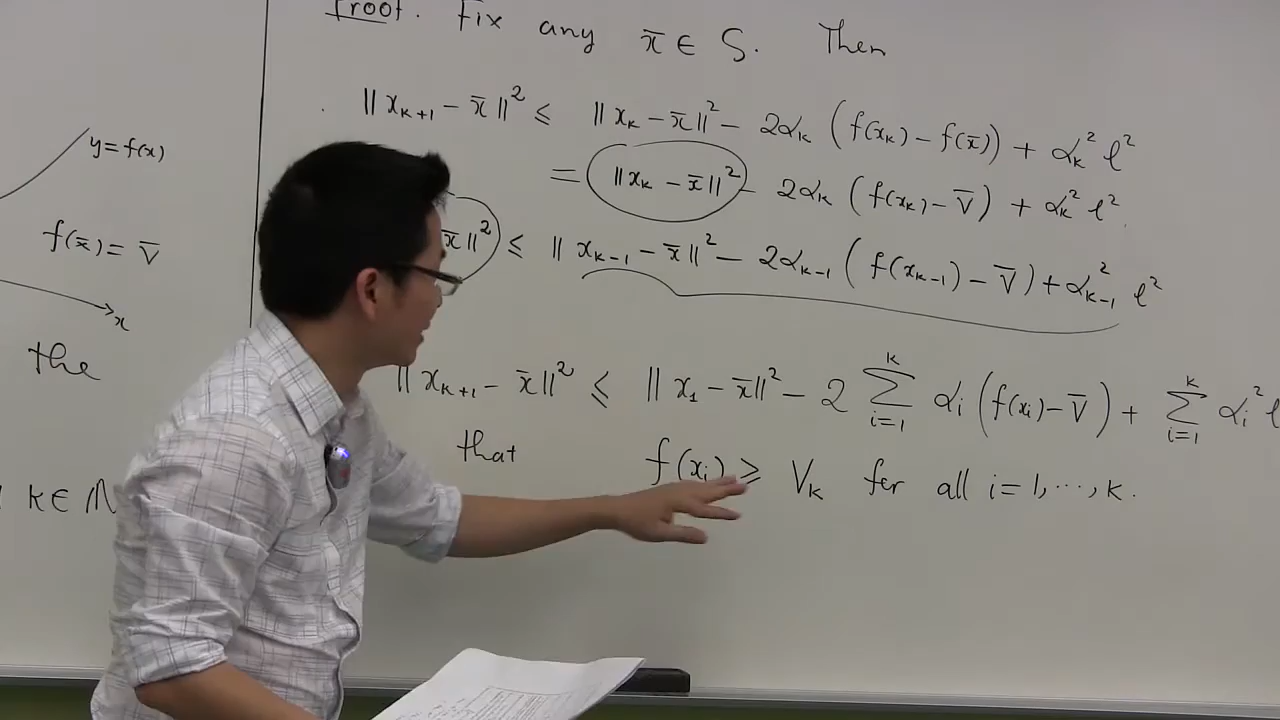 Proof. Fix any x̄ ∈ S. Then
‖x_{k+1} − x̄‖² ≤ ‖x_k − x̄‖² − 2α_k (f(x_k) − f(x̄)) + α_k² ℓ²
= ‖x_k − x̄‖² − 2α_k (f(x_k) − V̄) + α_k² ℓ²
x̄‖² ≤ ‖x_{k−1} − x̄‖² − 2α_{k−1} (f(x_{k−1}) − V̄) + α_{k−1}² ℓ²
‖x_{k+1} − x̄‖² ≤ ‖x_1 − x̄‖² − 2 ∑_{i=1}^{k} α_i (f(x_i) − V̄) + ∑_{i=1}^{k} α_i² ℓ
that f(x_i) ≥ V_k for all i = 1, ⋯, k.
y = f(x)
f(x̄) = V̄
x
the
k ∈ ℕ